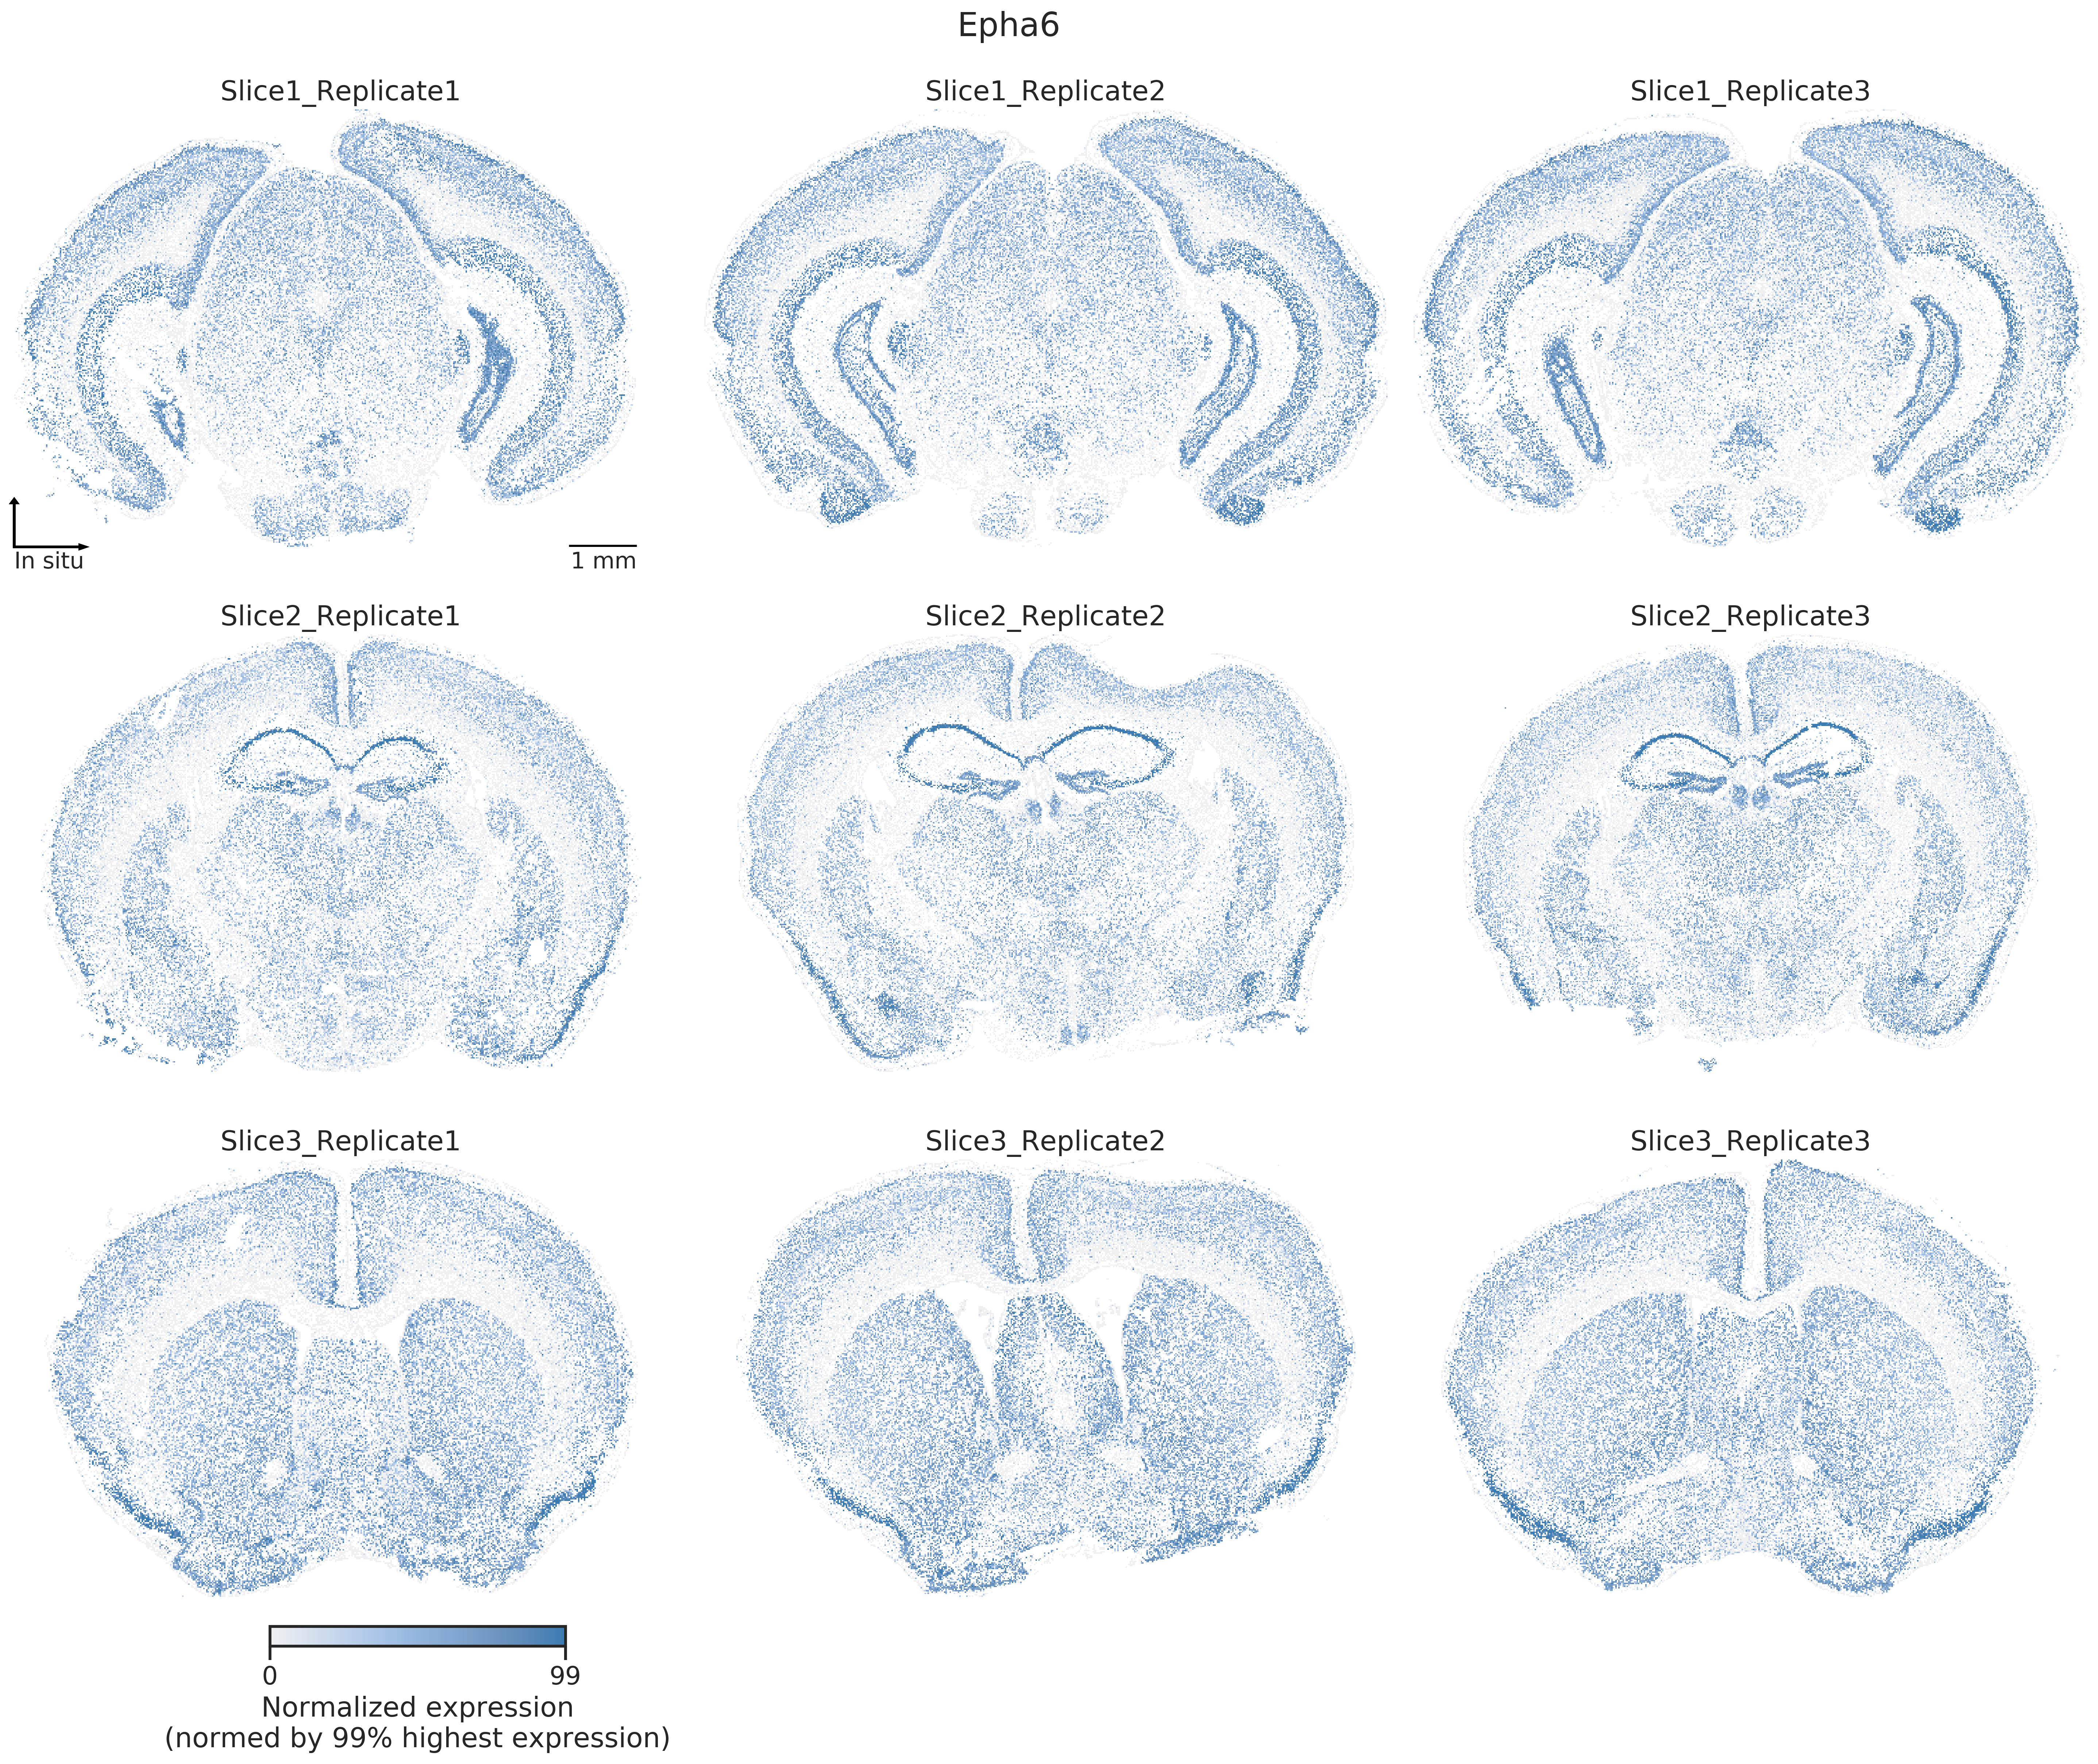 Epha6
Slice1_Replicate1
Slice1_Replicate2
Slice1_Replicate3
In situ
1 mm
Slice2_Replicate1
Slice2_Replicate2
Slice2_Replicate3
Slice3_Replicate1
Slice3_Replicate2
Slice3_Replicate3
0
99
Normalized expression
(normed by 99% highest expression)